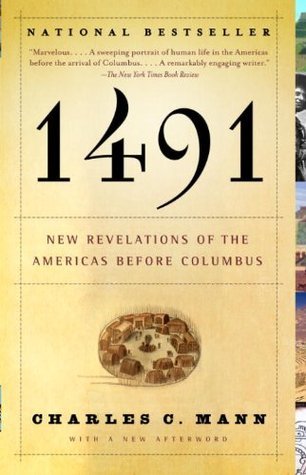 NATIONAL BESTSELLER
"Marvelous. . . . A sweeping portrait of human life in the Americas
before the arrival of Columbus. . . . A remarkably engaging writer."
—The New York Times Book Review
1491
NEW REVELATIONS OF THE
AMERICAS BEFORE COLUMBUS
CHARLES C. MANN
WITH A NEW AFTERWORD